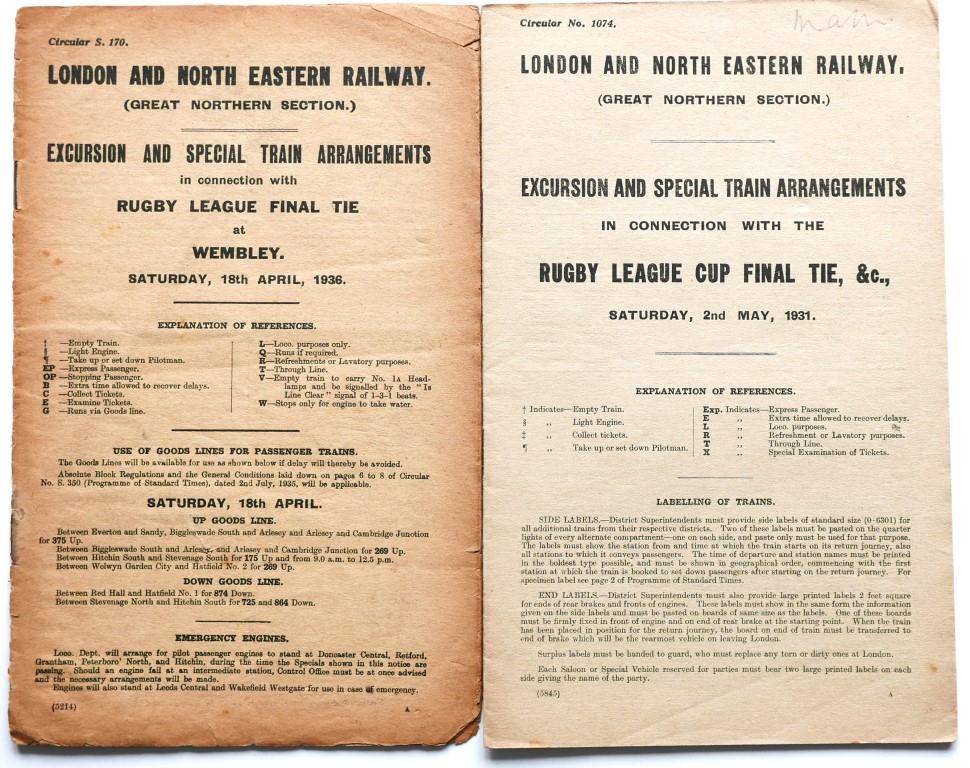 Circular S. 170.
LONDON AND NORTH EASTERN RAILWAY.
(GREAT NORTHERN SECTION.)
EXCURSION AND SPECIAL TRAIN ARRANGEMENTS
in connection with
RUGBY LEAGUE FINAL TIE
at
WEMBLEY.
SATURDAY, 18th APRIL, 1936.
EXPLANATION OF REFERENCES.
† —Empty Train.
§ —Light Engine.
¶ —Take up or set down Pilotman.
EP —Express Passenger.
OP —Stopping Passenger.
B —Extra time allowed to recover delays.
C —Collect Tickets.
E —Examine Tickets.
G —Runs via Goods line.
L—Loco. purposes only.
Q—Runs if required.
R—Refreshments or Lavatory purposes.
T—Through Line.
V—Empty train to carry No. 1A Head-
lamps and be signalled by the "Is
Line Clear" signal of 1–3–1 beats.
W—Stops only for engine to take water.
USE OF GOODS LINES FOR PASSENGER TRAINS.
The Goods Lines will be available for use as shown below if delay will thereby be avoided.
Absolute Block Regulations and the General Conditions laid down on pages 6 to 8 of Circular
No. S. 350 (Programme of Standard Times), dated 2nd July, 1935, will be applicable.
SATURDAY, 18th APRIL.
UP GOODS LINE.
Between Everton and Sandy, Biggleswade South and Arlesey and Arlesey and Cambridge Junction
for 375 Up.
Between Biggleswade South and Arlesey, and Arlesey and Cambridge Junction for 269 Up.
Between Hitchin South and Stevenage South for 175 Up and from 9.0 a.m. to 12.5 p.m.
Between Welwyn Garden City and Hatfield No. 2 for 269 Up.
DOWN GOODS LINE.
Between Red Hall and Hatfield No. 1 for 874 Down.
Between Stevenage North and Hitchin South for 725 and 864 Down.
EMERGENCY ENGINES.
Loco. Dept. will arrange for pilot passenger engines to stand at Doncaster Central, Retford,
Grantham, Peterboro' North, and Hitchin, during the time the Specials shown in this notice are
passing. Should an engine fail at an intermediate station, Control Office must be at once advised
and the necessary arrangements will be made.
Engines will also stand at Leeds Central and Wakefield Westgate for use in case of emergency.
(5214)
A
Circular No. 1074.
LONDON AND NORTH EASTERN RAILWAY.
(GREAT NORTHERN SECTION.)
EXCURSION AND SPECIAL TRAIN ARRANGEMENTS
IN CONNECTION WITH THE
RUGBY LEAGUE CUP FINAL TIE, &c.,
SATURDAY, 2nd MAY, 1931.
EXPLANATION OF REFERENCES.
† Indicates—Empty Train.
§ ,, Light Engine.
‡ ,, Collect tickets.
¶ ,, Take up or set down Pilotman.
Exp. Indicates—Express Passenger.
E ,, Extra time allowed to recover delays.
L ,, Loco. purposes.
R ,, Refreshment or Lavatory purposes.
T ,, Through Line.
X ,, Special Examination of Tickets.
LABELLING OF TRAINS.
SIDE LABELS.—District Superintendents must provide side labels of standard size (0·6301) for
all additional trains from their respective districts. Two of these labels must be pasted on the quarter
lights of every alternate compartment—one on each side, and paste only must be used for that purpose.
The labels must show the station from and time at which the train starts on its return journey, also
all stations to which it conveys passengers. The time of departure and station names must be printed
in the boldest type possible, and must be shown in geographical order, commencing with the first
station at which the train is booked to set down passengers after starting on the return journey. For
specimen label see page 2 of Programme of Standard Times.
END LABELS.—District Superintendents must also provide large printed labels 2 feet square
for ends of rear brakes and fronts of engines. These labels must show in the same form the information
given on the side labels and must be pasted on boards of same size as the labels. One of these boards
must be firmly fixed in front of engine and on end of rear brake at the starting point. When the train
has been placed in position for the return journey, the board on end of train must be transferred to
end of brake which will be the rearmost vehicle on leaving London.
Surplus labels must be handed to guard, who must replace any torn or dirty ones at London.
Each Saloon or Special Vehicle reserved for parties must bear two large printed labels on each
side giving the name of the party.
(5845)
A